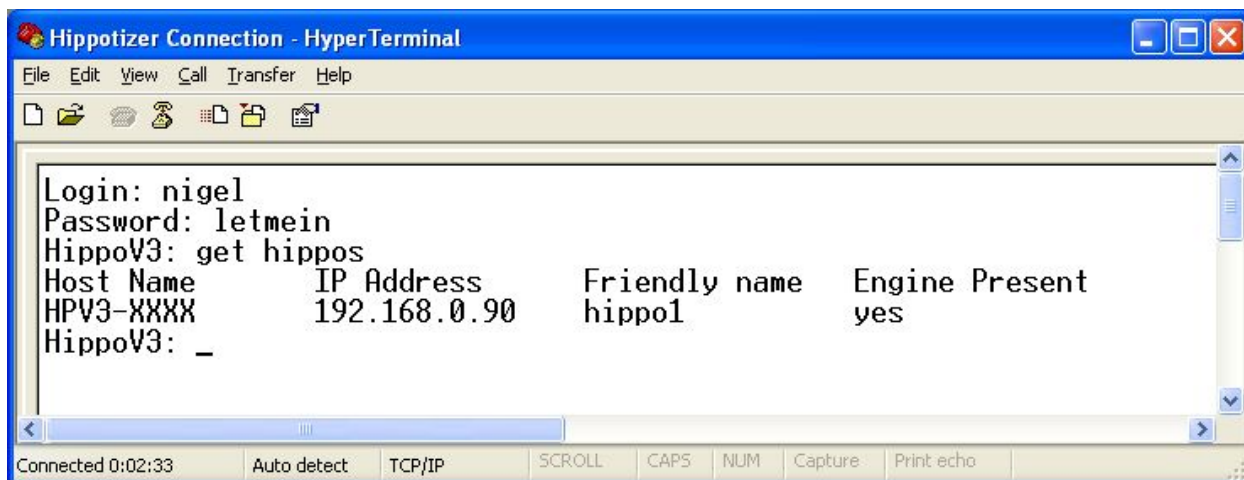 Hippotizer Connection - HyperTerminal
File Edit View Call Transfer Help
Login: nigel
Password: letmein
HippoV3: get hippos
Host Name IP Address Friendly name Engine Present
HPV3-XXXX 192.168.0.90 hippo1 yes
HippoV3: _
Connected 0:02:33 Auto detect TCP/IP SCROLL CAPS NUM Capture Print echo